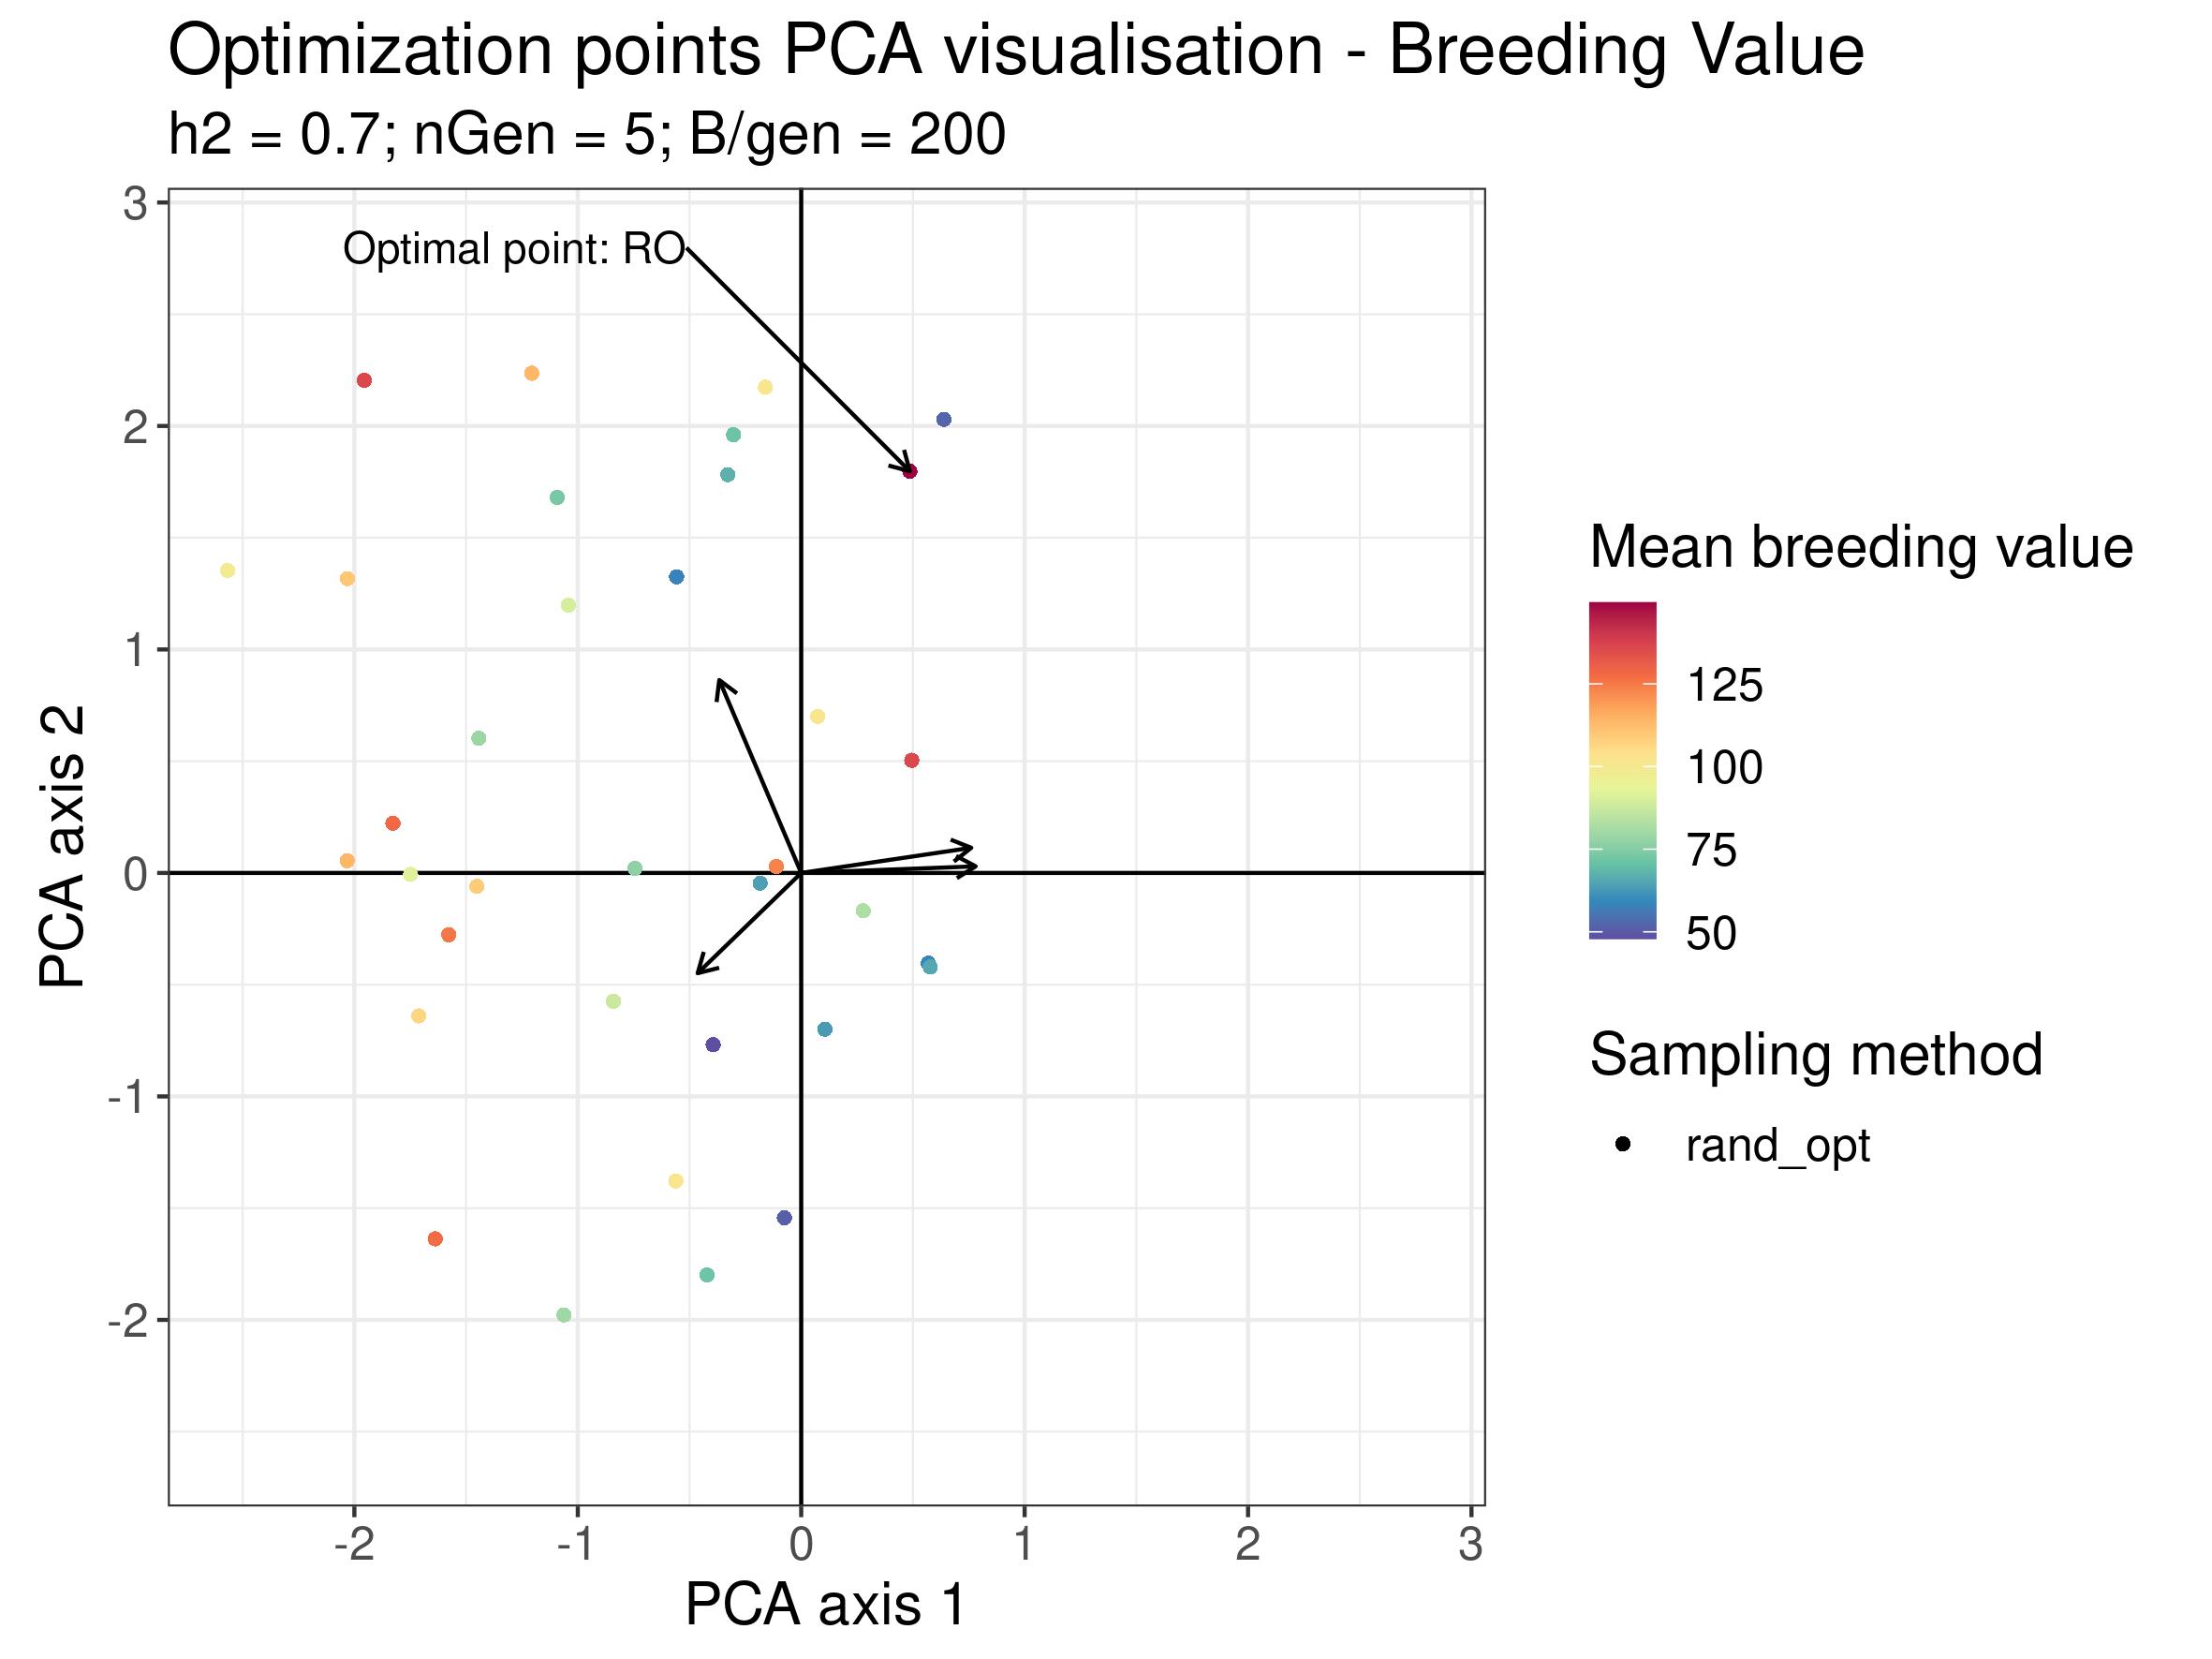 Optimization points PCA visualisation - Breeding Value
h2 = 0.7; nGen = 5; B/gen = 200
Optimal point: RO
3
2
1
0
-1
-2
PCA axis 2
-2
-1
0
1
2
3
PCA axis 1
Mean breeding value
125
100
75
50
Sampling method
rand_opt